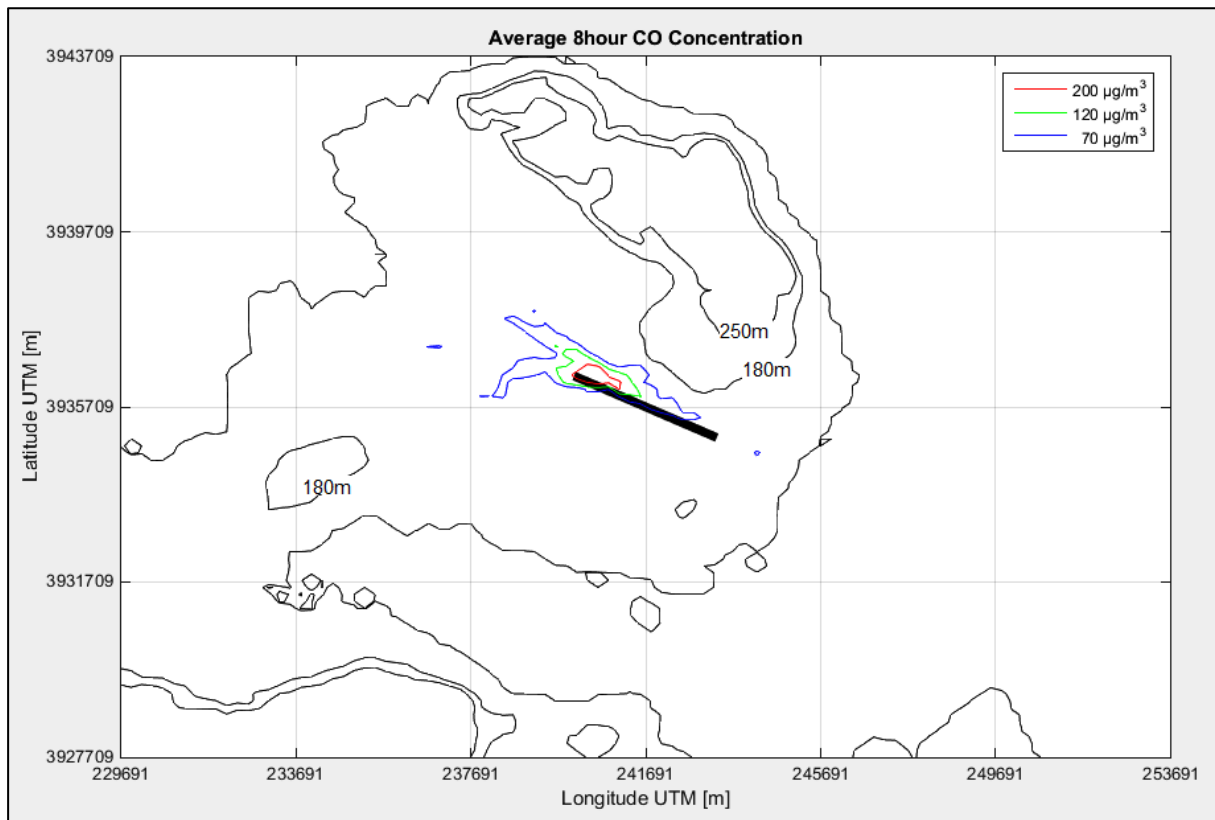 Average 8hour CO Concentration
200 µg/m³
120 µg/m³
70 µg/m³
3943709
3939709
3935709
3931709
3927709
Latitude UTM [m]
250m
180m
180m
229691
233691
237691
241691
245691
249691
253691
Longitude UTM [m]